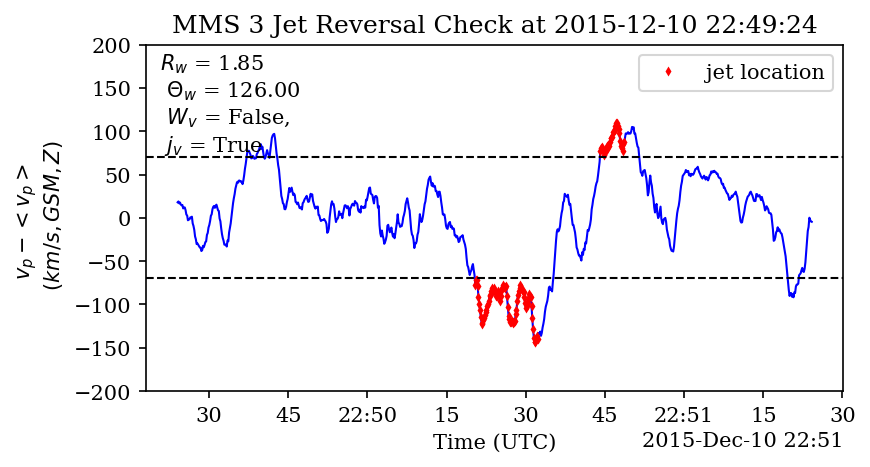 MMS 3 Jet Reversal Check at 2015-12-10 22:49:24
R_w = 1.85
Θ_w = 126.00
W_v = False,
j_v = True
jet location
200
150
100
50
0
−50
−100
−150
−200
v_p − <v_p>
(km/s, GSM, Z)
30 45 22:50 15 30 45 22:51 15 30
Time (UTC)
2015-Dec-10 22:51